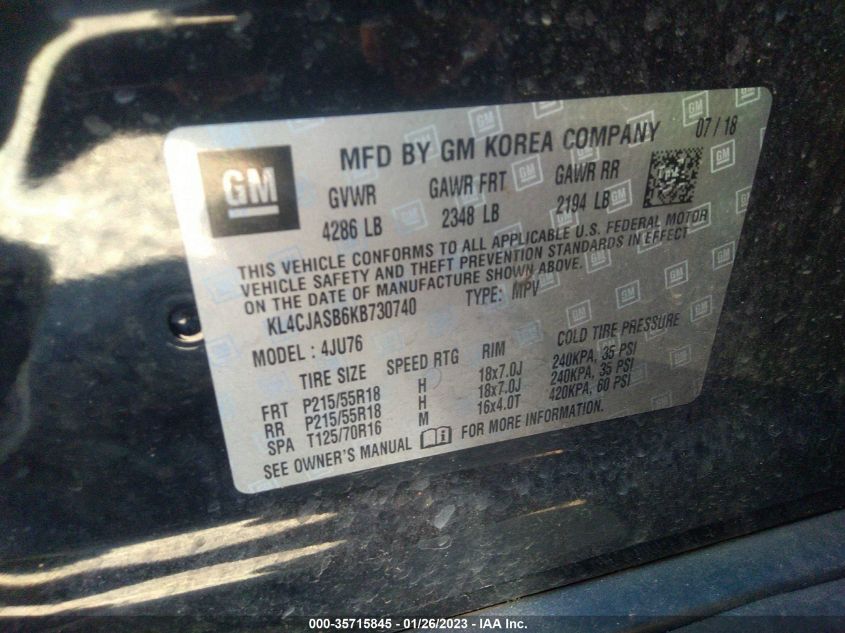 MFD BY GM KOREA COMPANY 07 / 18
GM
GVWR GAWR FRT GAWR RR
4286 LB 2348 LB 2194 LB
THIS VEHICLE CONFORMS TO ALL APPLICABLE U.S. FEDERAL MOTOR
VEHICLE SAFETY AND THEFT PREVENTION STANDARDS IN EFFECT
ON THE DATE OF MANUFACTURE SHOWN ABOVE.
KL4CJASB6KB730740 TYPE: MPV
MODEL : 4JU76
TIRE SIZE SPEED RTG RIM COLD TIRE PRESSURE
FRT P215/55R18 H 18x7.0J 240KPA, 35 PSI
RR P215/55R18 H 18x7.0J 240KPA, 35 PSI
SPA T125/70R16 M 16x4.0T 420KPA, 60 PSI
SEE OWNER'S MANUAL FOR MORE INFORMATION.
000-35715845 - 01/26/2023 - IAA Inc.